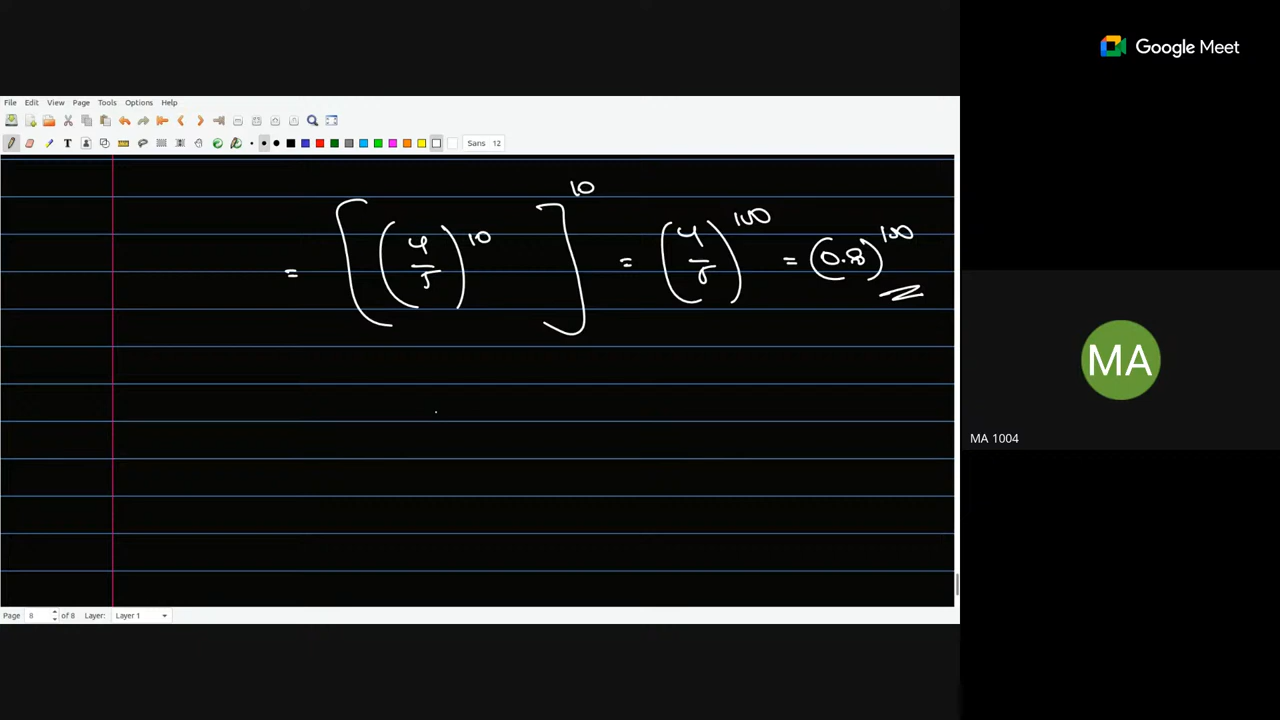 Google Meet
File Edit View Page Tools Options Help
Sans 12
= [ (4/5)^10 ]^10 = (4/5)^100 = (0.8)^100
MA
MA 1004
Page 8 of 8 Layer: Layer 1